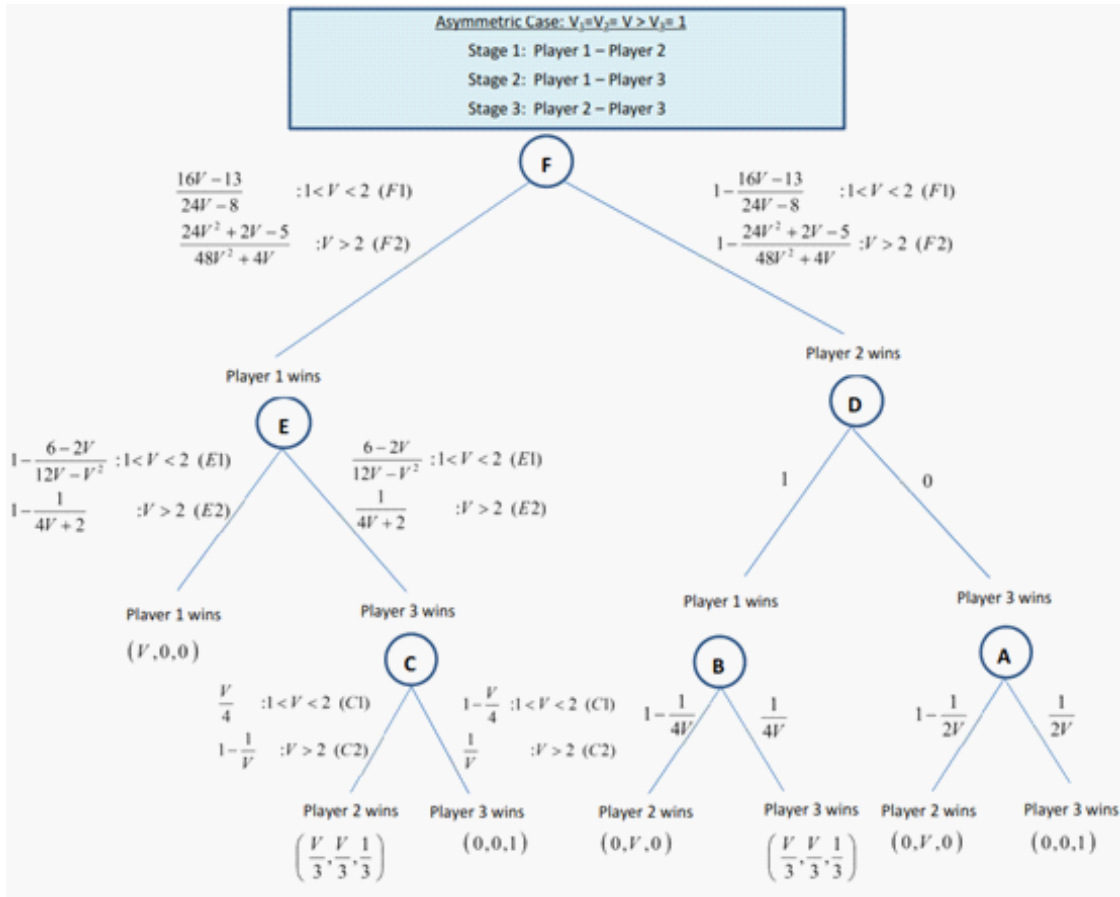 Asymmetric Case: V₁=V₂= V > V₃= 1
Stage 1: Player 1 – Player 2
Stage 2: Player 1 – Player 3
Stage 3: Player 2 – Player 3
F
(16V − 13)/(24V − 8) :1< V < 2 (F1)
(24V² + 2V − 5)/(48V² + 4V) :V > 2 (F2)
1 − (16V − 13)/(24V − 8) :1< V < 2 (F1)
1 − (24V² + 2V − 5)/(48V² + 4V) :V > 2 (F2)
Player 1 wins
Player 2 wins
E
D
1 − (6 − 2V)/(12V − V²) :1< V < 2 (E1)
1 − 1/(4V + 2) :V > 2 (E2)
(6 − 2V)/(12V − V²) :1< V < 2 (E1)
1/(4V + 2) :V > 2 (E2)
1
0
Player 1 wins
(V,0,0)
Player 3 wins
Player 1 wins
Player 3 wins
C
B
A
V/4 :1< V < 2 (C1)
1 − 1/V :V > 2 (C2)
1 − V/4 :1< V < 2 (C1)
1/V :V > 2 (C2)
1 − 1/4V
1/4V
1 − 1/2V
1/2V
Player 2 wins
Player 3 wins
Player 2 wins
Player 3 wins
Player 2 wins
Player 3 wins
(V/3, V/3, 1/3)
(0,0,1)
(0,V,0)
(V/3, V/3, 1/3)
(0,V,0)
(0,0,1)